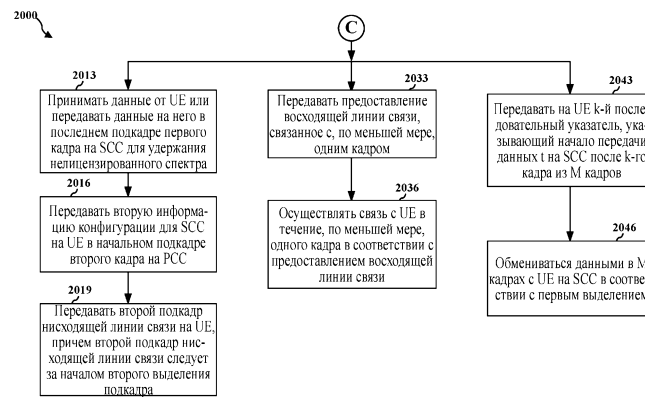 2000
C
2013
Принимать данные от UE или
передавать данные на него в
последнем подкадре первого
кадра на SCC для удержания
нелицензированного спектра
2016
Передавать вторую информа-
цию конфигурации для SCC
на UE в начальном подкадре
второго кадра на PCC
2019
Передавать второй подкадр
нисходящей линии связи на UE,
причем второй подкадр нис-
ходящей линии связи следует
за началом второго выделения
подкадра
2033
Передавать предоставление
восходящей линии связи,
связанное с, по меньшей мере,
одним кадром
2036
Осуществлять связь с UE в
течение, по меньшей мере,
одного кадра в соответствии с
предоставлением восходящей
линии связи
2043
Передавать на UE k-й после-
довательный указатель, ука-
зывающий начало передачи
данных t на SCC после k-го
кадра из M кадров
2046
Обмениваться данными в M
кадрах с UE на SCC в соответ-
ствии с первым выделением